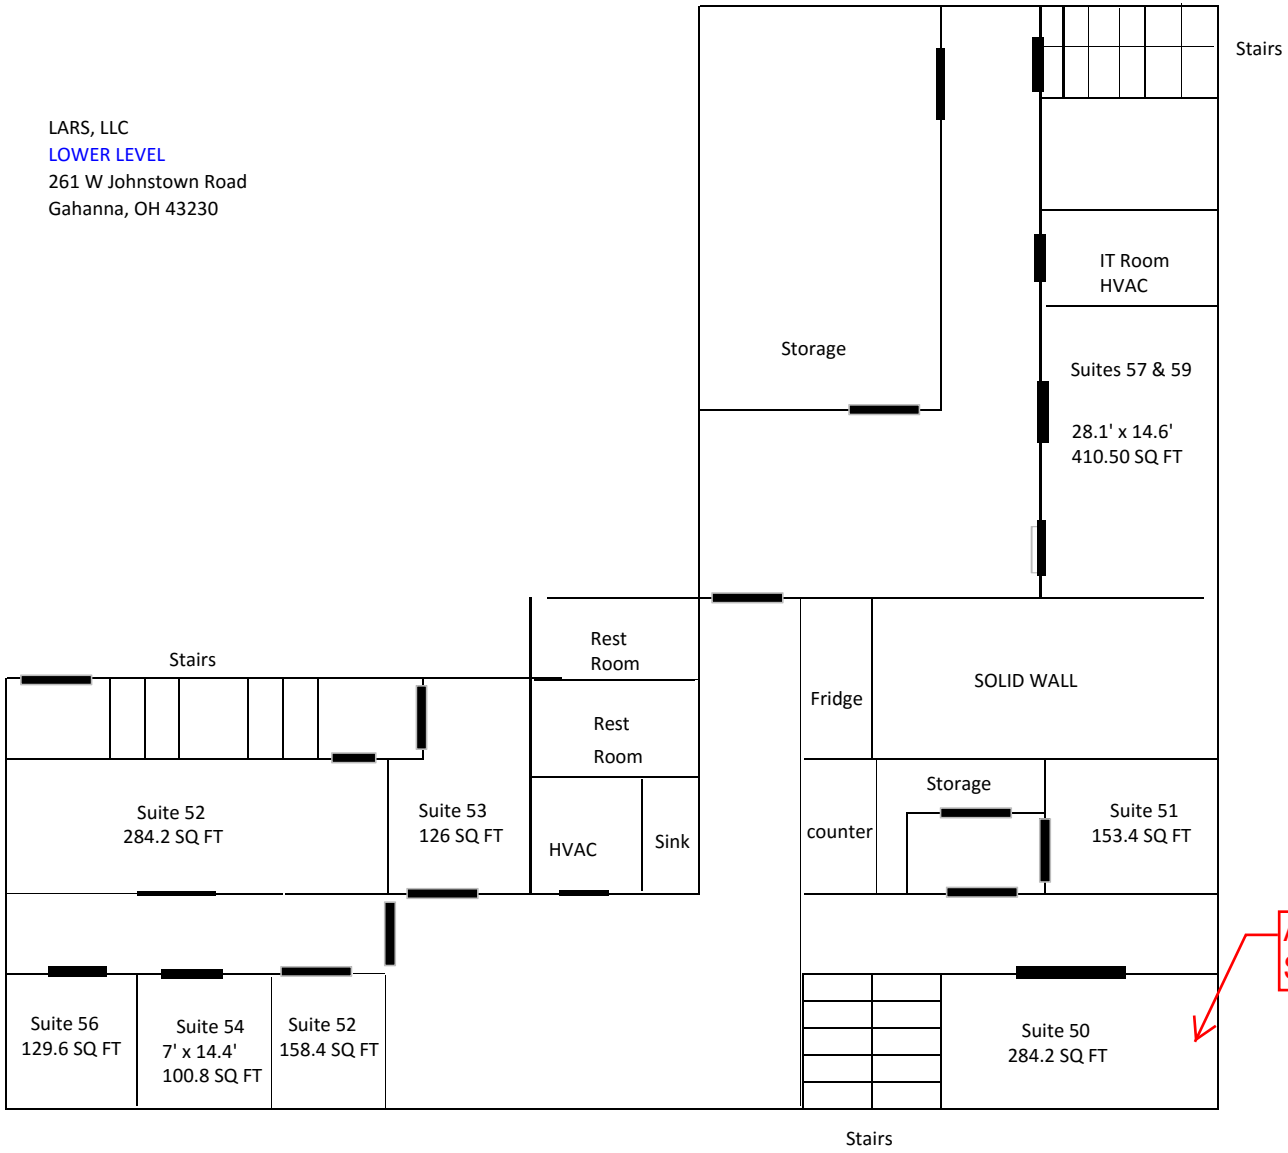 Stairs
LARS, LLC
LOWER LEVEL
261 W Johnstown Road
Gahanna, OH 43230
IT Room
HVAC
Storage
Suites 57 & 59
28.1' x 14.6'
410.50 SQ FT
Rest
Room
Stairs
Fridge
SOLID WALL
Rest
Room
Storage
Suite 52
284.2 SQ FT
Suite 53
126 SQ FT
HVAC
Sink
counter
Suite 51
153.4 SQ FT
Suite 56
129.6 SQ FT
Suite 54
7' x 14.4'
100.8 SQ FT
Suite 52
158.4 SQ FT
Suite 50
284.2 SQ FT
Stairs